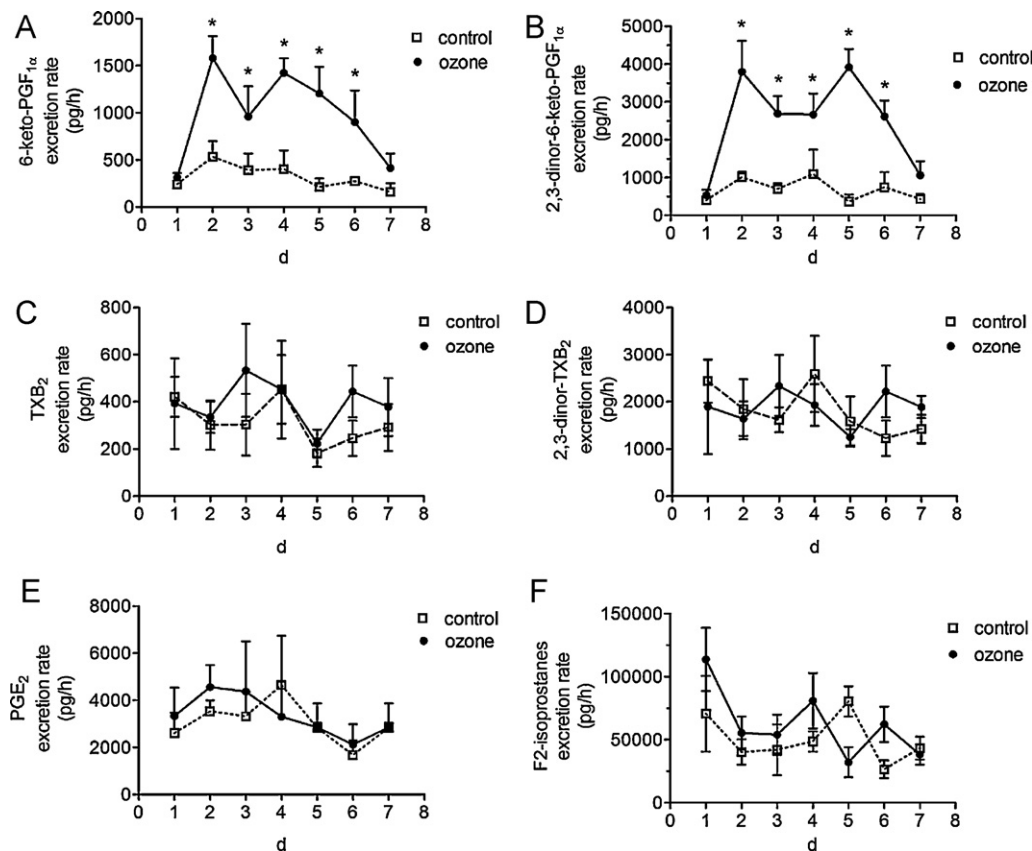 A
6-keto-PGF1α
excretion rate
(pg/h)
2000
1500
1000
500
0
* * * * *
control
ozone
1 2 3 4 5 6 7 8
d
B
2,3-dinor-6-keto-PGF1α
excretion rate
(pg/h)
5000
4000
3000
2000
1000
0
* * * * *
control
ozone
0 1 2 3 4 5 6 7 8
d
C
TXB2
excretion rate
(pg/h)
800
600
400
200
0
control
ozone
0 1 2 3 4 5 6 7 8
d
D
2,3-dinor-TXB2
excretion rate
(pg/h)
4000
3000
2000
1000
0
control
ozone
0 1 2 3 4 5 6 7 8
d
E
PGE2
excretion rate
(pg/h)
8000
6000
4000
2000
0
control
ozone
0 1 2 3 4 5 6 7 8
d
F
F2-isoprostanes
excretion rate
(pg/h)
150000
100000
50000
0
control
ozone
0 1 2 3 4 5 6 7 8
d